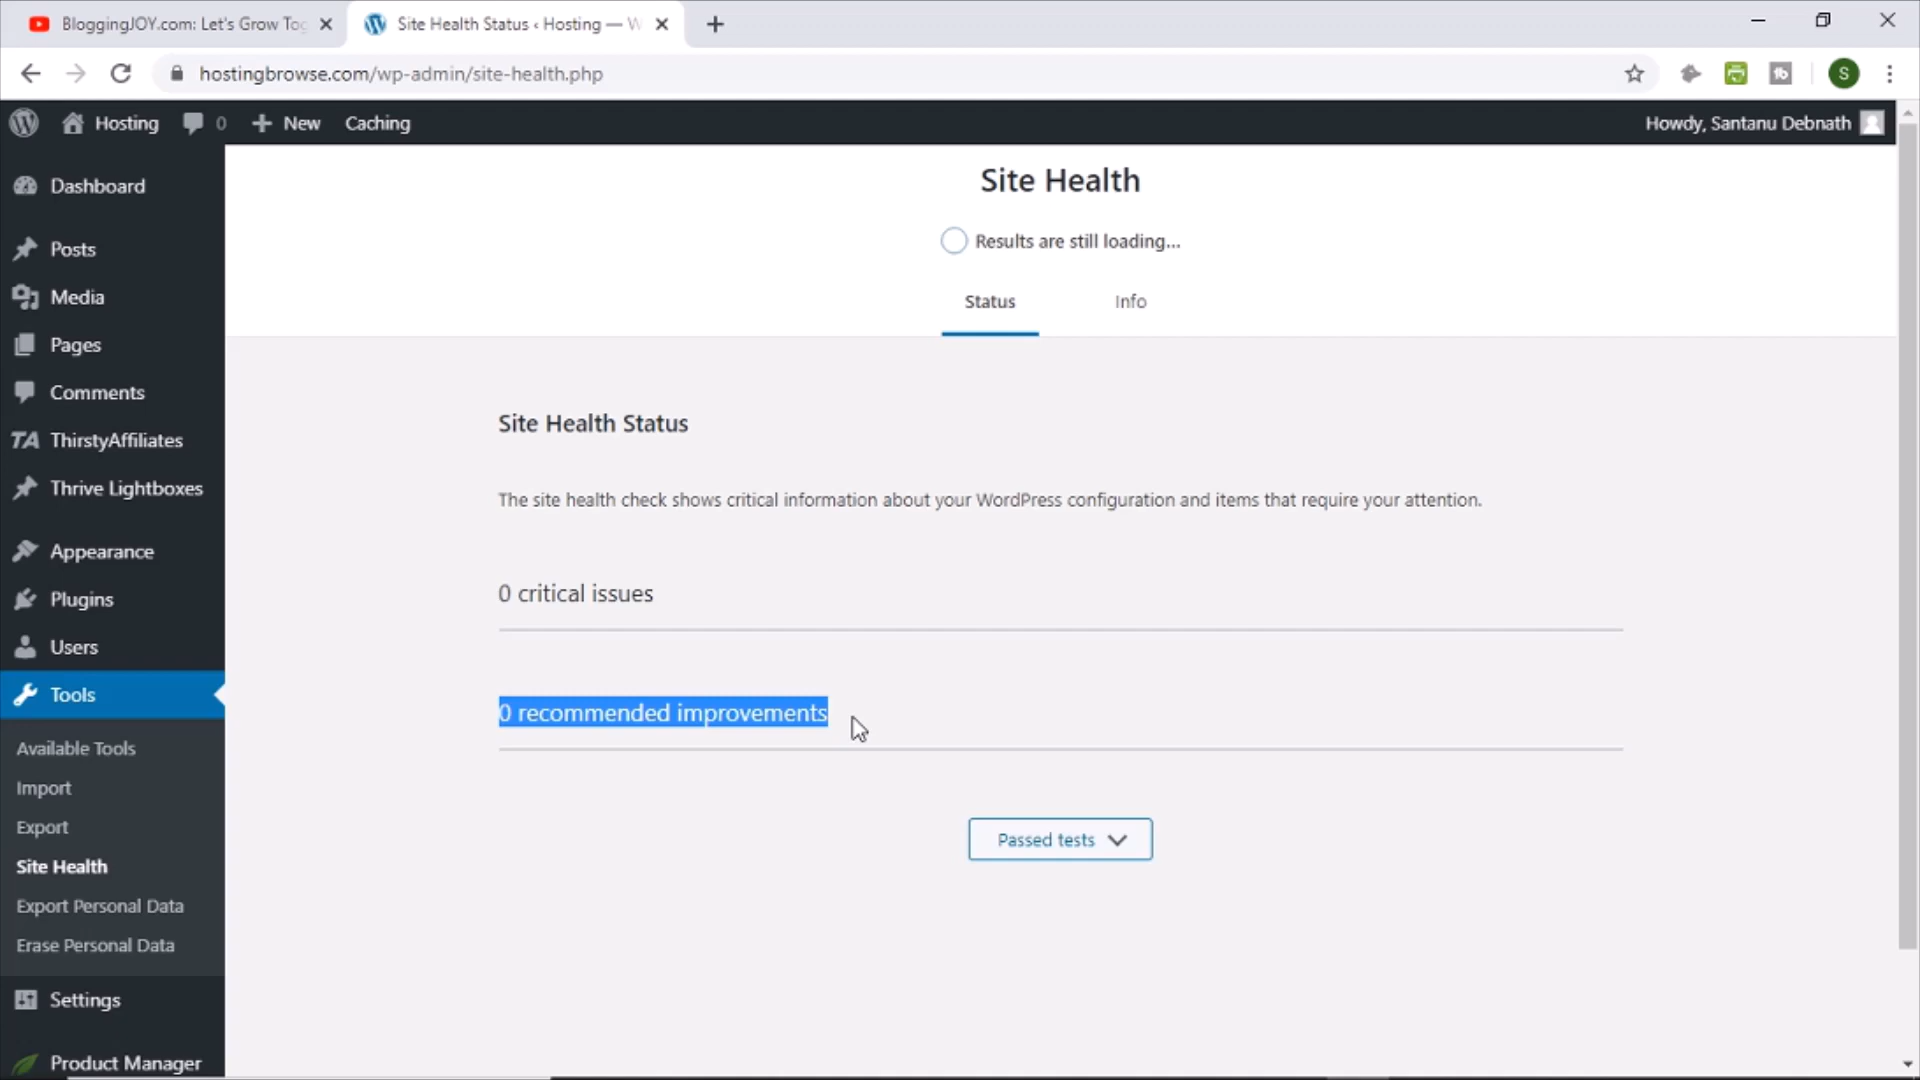 BloggingJOY.com: Let's Grow Tog
Site Health Status ‹ Hosting — W
hostingbrowse.com/wp-admin/site-health.php
S
Hosting
0
New
Caching
Howdy, Santanu Debnath
Dashboard
Posts
Media
Pages
Comments
TA ThirstyAffiliates
Thrive Lightboxes
Appearance
Plugins
Users
Tools
Available Tools
Import
Export
Site Health
Export Personal Data
Erase Personal Data
Settings
Product Manager
Site Health
Results are still loading...
Status
Info
Site Health Status
The site health check shows critical information about your WordPress configuration and items that require your attention.
0 critical issues
0 recommended improvements
Passed tests